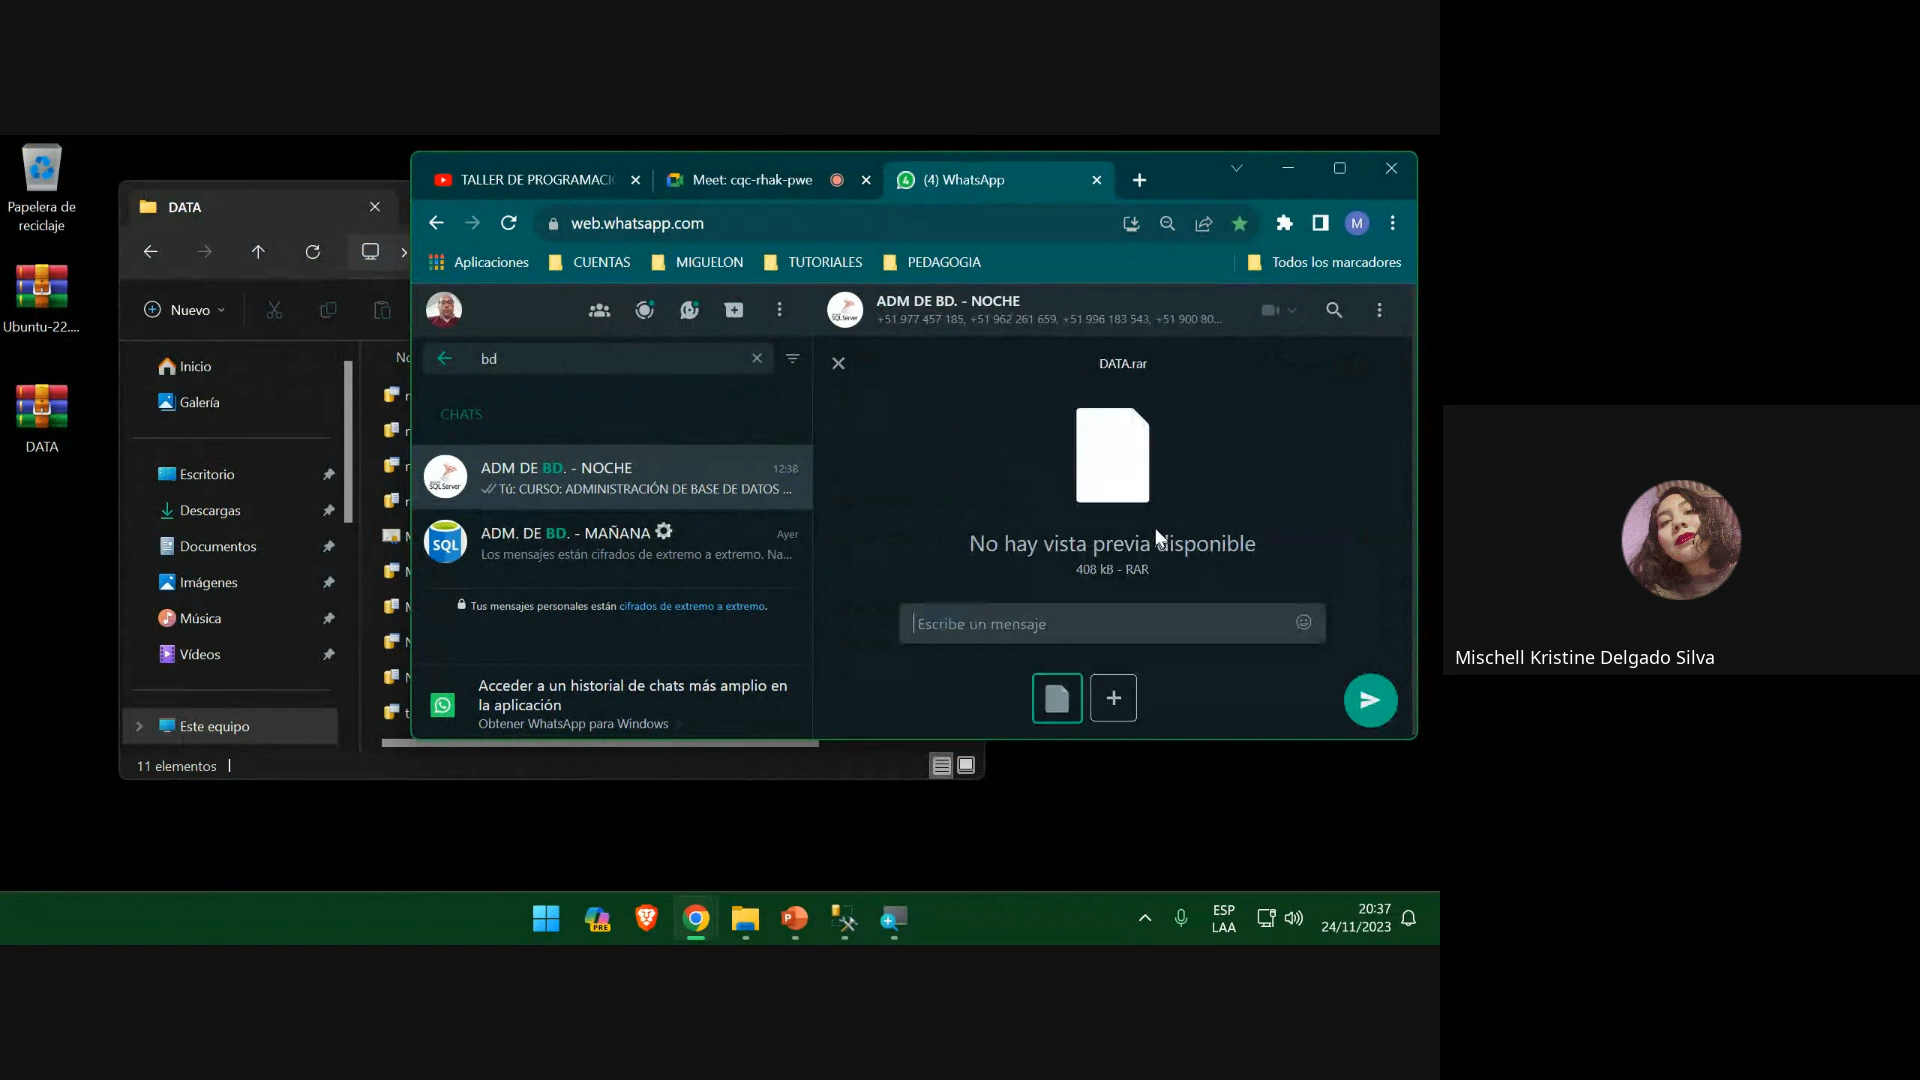 Papelera de
reciclaje
Ubuntu-22....
DATA
DATA
Nuevo
Inicio
Galería
Escritorio
Descargas
Documentos
Imágenes
Música
Vídeos
Este equipo
11 elementos
TALLER DE PROGRAMACI
Meet: cqc-rhak-pwe
(4) WhatsApp
web.whatsapp.com
M
Aplicaciones
CUENTAS
MIGUELON
TUTORIALES
PEDAGOGIA
Todos los marcadores
bd
CHATS
ADM DE BD. - NOCHE
12:38
Tú: CURSO: ADMINISTRACIÓN DE BASE DE DATOS ...
ADM. DE BD. - MAÑANA
Ayer
Los mensajes están cifrados de extremo a extremo. Na...
SQL
Tus mensajes personales están cifrados de extremo a extremo.
Acceder a un historial de chats más amplio en
la aplicación
Obtener WhatsApp para Windows
ADM DE BD. - NOCHE
+51 977 457 185, +51 962 261 659, +51 996 183 543, +51 900 80...
DATA.rar
No hay vista previa disponible
408 kB - RAR
Escribe un mensaje
Mischell Kristine Delgado Silva
PRE
ESP
LAA
20:37
24/11/2023